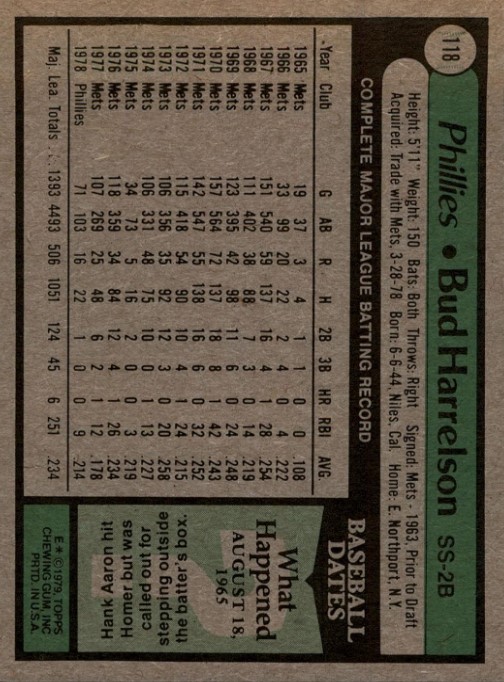 118
Phillies • Bud Harrelson SS-2B
Height: 5'11" Weight: 150 Bats: Both Throws: Right Signed: Mets - 1963, Prior to Draft
Acquired: Trade with Mets, 3-28-78 Born: 6-6-44, Niles, Cal. Home: E. Northport, N.Y.
COMPLETE MAJOR LEAGUE BATTING RECORD
Year Club G AB R H 2B 3B HR RBI AVG.
1965 Mets 19 37 3 4 1 1 0 0 .108
1966 Mets 33 99 20 22 2 4 0 4 .222
1967 Mets 151 540 59 137 16 4 1 28 .254
1968 Mets 111 402 38 88 7 3 0 14 .219
1969 Mets 123 395 42 98 11 6 0 24 .248
1970 Mets 157 564 72 137 18 8 1 42 .243
1971 Mets 142 547 55 138 16 6 0 32 .252
1972 Mets 115 418 54 90 10 4 1 24 .215
1973 Mets 106 356 35 92 12 3 0 20 .258
1974 Mets 106 331 48 75 10 0 1 13 .227
1975 Mets 34 73 5 16 2 0 0 3 .219
1976 Mets 118 359 34 84 12 4 1 26 .234
1977 Mets 107 269 25 48 6 2 1 12 .178
1978 Phillies 71 103 16 22 1 0 0 9 .214
Maj. Lea. Totals ... 1393 4493 506 1051 124 45 6 251 .234
BASEBALL
DATES
What
Happened
AUGUST 18,
1965
Hank Aaron hit
Homer but was
called out for
stepping outside
the batter's box.
E * © 1979, TOPPS
CHEWING GUM, INC
PRTD. IN U.S.A.